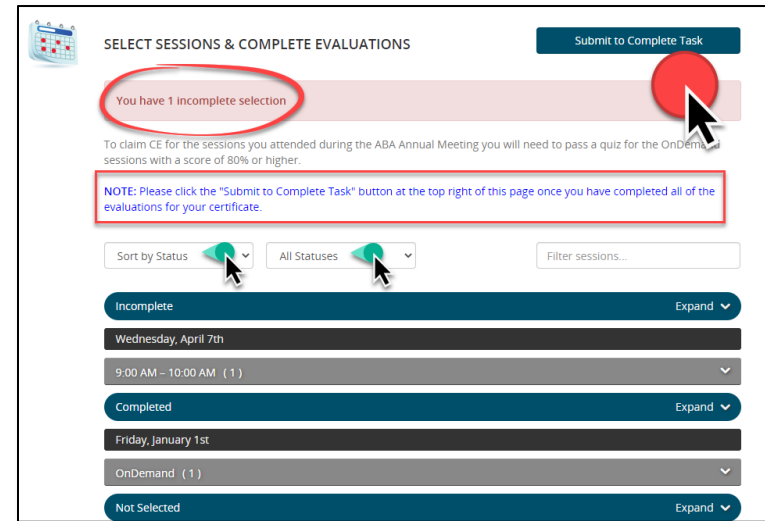 SELECT SESSIONS & COMPLETE EVALUATIONS
Submit to Complete Task
You have 1 incomplete selection
To claim CE for the sessions you attended during the ABA Annual Meeting you will need to pass a quiz for the OnDemand
sessions with a score of 80% or higher.
NOTE: Please click the "Submit to Complete Task" button at the top right of this page once you have completed all of the
evaluations for your certificate.
Sort by Status
All Statuses
Filter sessions...
Incomplete
Expand
Wednesday, April 7th
9:00 AM – 10:00 AM ( 1 )
Completed
Expand
Friday, January 1st
OnDemand ( 1 )
Not Selected
Expand